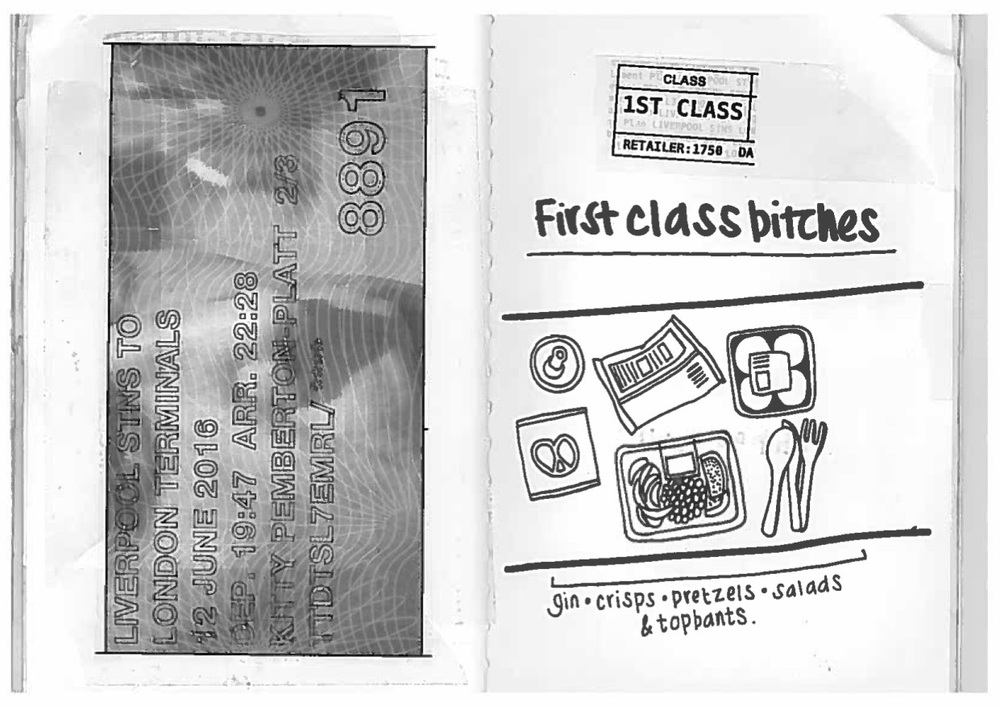 LIVERPOOL STNS TO
LONDON TERMINALS
12 JUNE 2016
DEP. 19:47 ARR. 22:28
KITTY PEMBERTON-PLATT 2/3
TTDTSL7EMRL/
8891
CLASS
1ST CLASS
RETAILER:1750 DA
First class bitches
gin • crisps • pretzels • salads
& topbants.